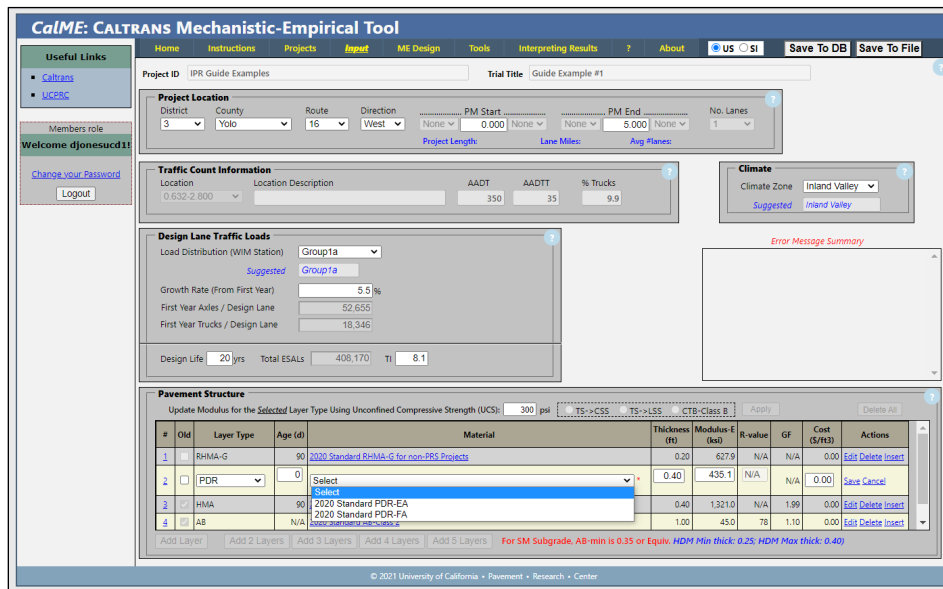 CalME: CALTRANS Mechanistic-Empirical Tool
Useful Links
Caltrans
UCPRC
Members role
Welcome djonesucd1!
Change your Password
Logout
Home Instructions Projects Input ME Design Tools Interpreting Results ? About US SI Save To DB Save To File
Project ID IPR Guide Examples Trial Title Guide Example #1 ?
Project Location ?
District County Route Direction .................... PM Start .................... .................... PM End .................... No. Lanes
3 Yolo 16 West None 0.000 None None 5.000 None 1
Project Length: Lane Miles: Avg #lanes:
Traffic Count Information ?
Location Location Description AADT AADTT % Trucks
0.632-2.800 350 35 9.9
Climate ?
Climate Zone Inland Valley
Suggested Inland Valley
Design Lane Traffic Loads ?
Load Distribution (WIM Station) Group1a
Suggested Group1a
Growth Rate (From First Year) 5.5 %
First Year Axles / Design Lane 52,655
First Year Trucks / Design Lane 18,346
Design Life 20 yrs Total ESALs 408,170 TI 8.1
Error Message Summary
Pavement Structure ?
Update Modulus for the Selected Layer Type Using Unconfined Compressive Strength (UCS): 300 psi TS->CSS TS->LSS CTB-Class B Apply Delete All
# Old Layer Type Age (d) Material Thickness (ft) Modulus-E (ksi) R-value GF Cost ($/ft3) Actions
1 RHMA-G 90 2020 Standard RHMA-G for non-PRS Projects 0.20 627.9 N/A N/A 0.00 Edit Delete Insert
2 PDR 0 Select * 0.40 435.1 N/A N/A 0.00 Save Cancel
Select
2020 Standard PDR-EA
2020 Standard PDR-FA
3 HMA 90 0.40 1,321.0 N/A 1.99 0.00 Edit Delete Insert
4 AB N/A 2020 Standard AB-Class 2 1.00 45.0 78 1.10 0.00 Edit Delete Insert
Add Layer Add 2 Layers Add 3 Layers Add 4 Layers Add 5 Layers For SM Subgrade, AB-min is 0.35 or Equiv. HDM Min thick: 0.25; HDM Max thick: 0.40)
© 2021 University of California • Pavement • Research • Center